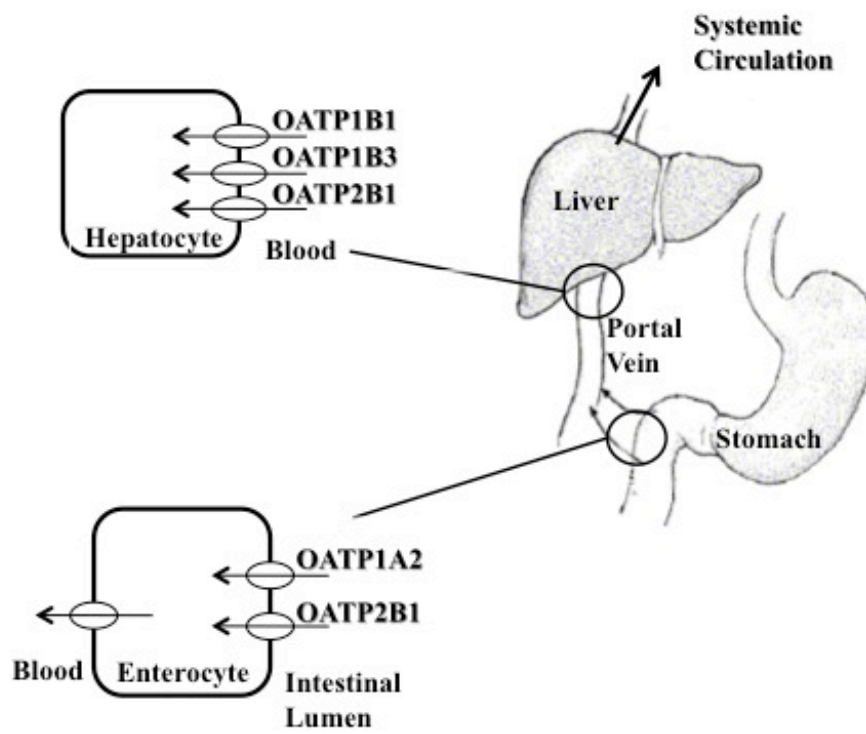 Systemic
Circulation
OATP1B1
OATP1B3
OATP2B1
Hepatocyte
Blood
Liver
Portal
Vein
Stomach
OATP1A2
OATP2B1
Blood
Enterocyte
Intestinal
Lumen